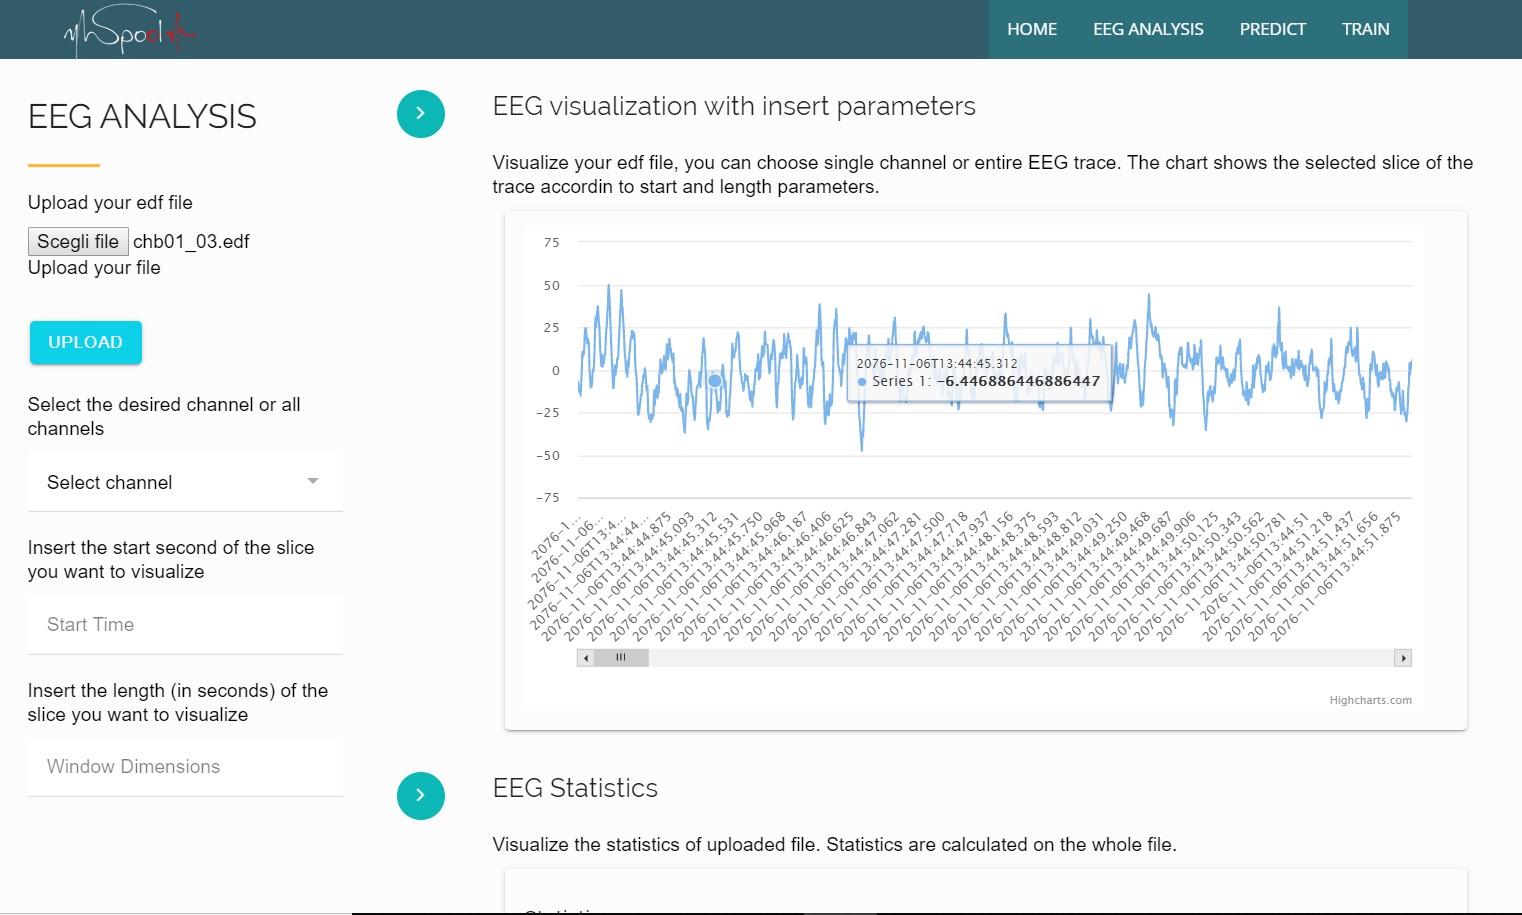 Spo
HOME EEG ANALYSIS PREDICT TRAIN
EEG ANALYSIS
Upload your edf file
Scegli file chb01_03.edf
Upload your file
UPLOAD
Select the desired channel or all
channels
Select channel
Insert the start second of the slice
you want to visualize
Start Time
Insert the length (in seconds) of the
slice you want to visualize
Window Dimensions
EEG visualization with insert parameters
Visualize your edf file, you can choose single channel or entire EEG trace. The chart shows the selected slice of the
trace accordin to start and length parameters.
75
50
25
0
−25
−50
−75
2076-11-06T13:44:45.312
Series 1: −6.446886446886447
2076-1...
2076-11-06...
2076-11-06T13:4...
2076-11-06T13:44:44...
2076-11-06T13:44:44.875
2076-11-06T13:44:45.093
2076-11-06T13:44:45.312
2076-11-06T13:44:45.531
2076-11-06T13:44:45.750
2076-11-06T13:44:45.968
2076-11-06T13:44:46.187
2076-11-06T13:44:46.406
2076-11-06T13:44:46.625
2076-11-06T13:44:46.843
2076-11-06T13:44:47.062
2076-11-06T13:44:47.281
2076-11-06T13:44:47.500
2076-11-06T13:44:47.718
2076-11-06T13:44:47.937
2076-11-06T13:44:48.156
2076-11-06T13:44:48.375
2076-11-06T13:44:48.593
2076-11-06T13:44:48.812
2076-11-06T13:44:49.031
2076-11-06T13:44:49.250
2076-11-06T13:44:49.468
2076-11-06T13:44:49.687
2076-11-06T13:44:49.906
2076-11-06T13:44:50.125
2076-11-06T13:44:50.343
2076-11-06T13:44:50.562
2076-11-06T13:44:50.781
2076-11-06T13:44:51
2076-11-06T13:44:51.218
2076-11-06T13:44:51.437
2076-11-06T13:44:51.656
2076-11-06T13:44:51.875
Highcharts.com
EEG Statistics
Visualize the statistics of uploaded file. Statistics are calculated on the whole file.